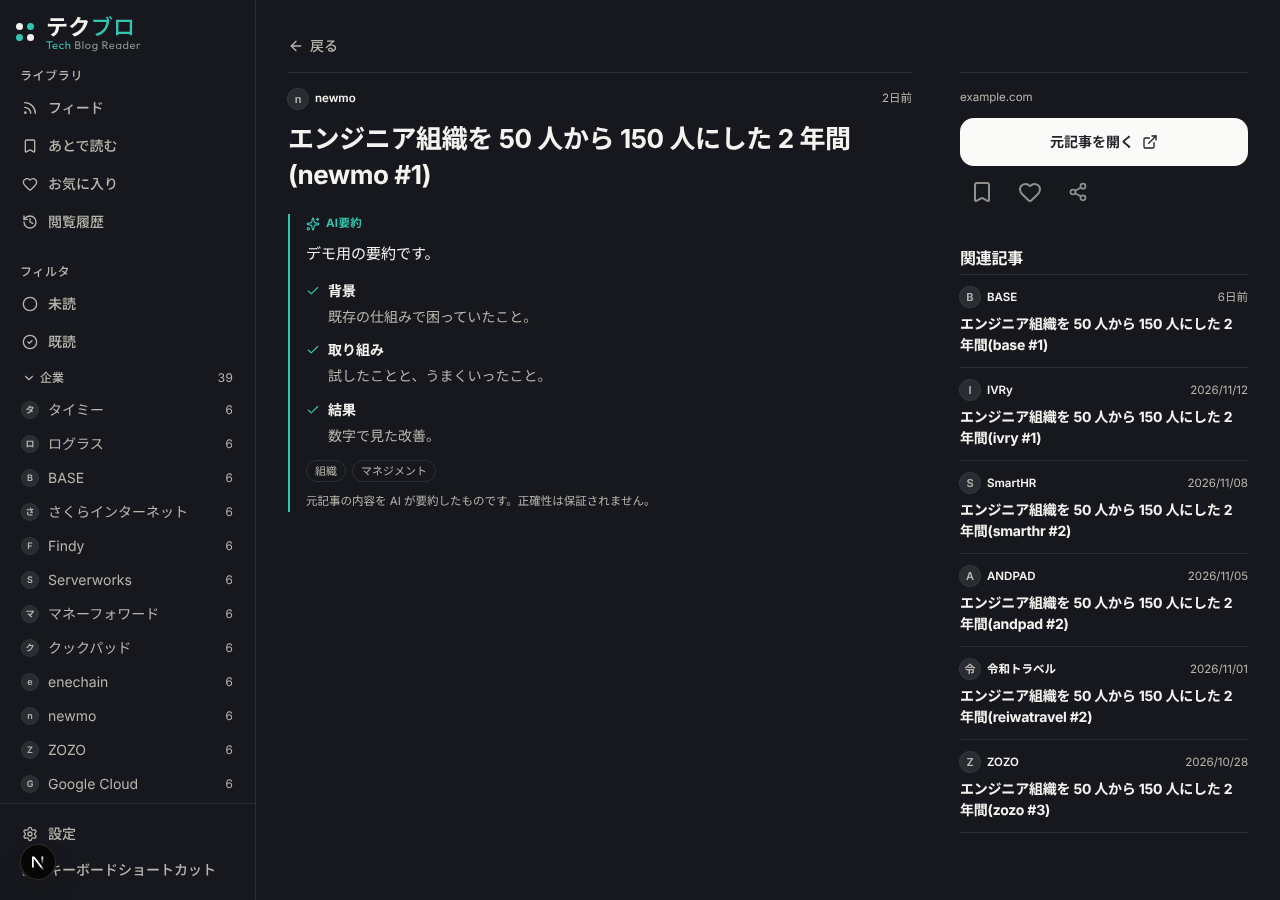 テクブロ
Tech Blog Reader
ライブラリ
フィード
あとで読む
お気に入り
閲覧履歴
フィルタ
未読
既読
企業 39
タ タイミー 6
ロ ログラス 6
B BASE 6
さ さくらインターネット 6
F Findy 6
S Serverworks 6
マ マネーフォワード 6
ク クックパッド 6
e enechain 6
n newmo 6
Z ZOZO 6
G Google Cloud 6
設定
N
キーボードショートカット
戻る
n newmo 2日前
エンジニア組織を 50 人から 150 人にした 2 年間
(newmo #1)
AI要約
デモ用の要約です。
背景
既存の仕組みで困っていたこと。
取り組み
試したことと、うまくいったこと。
結果
数字で見た改善。
組織 マネジメント
元記事の内容を AI が要約したものです。正確性は保証されません。
example.com
元記事を開く
関連記事
B BASE 6日前
エンジニア組織を 50 人から 150 人にした 2
年間(base #1)
I IVRy 2026/11/12
エンジニア組織を 50 人から 150 人にした 2
年間(ivry #1)
S SmartHR 2026/11/08
エンジニア組織を 50 人から 150 人にした 2
年間(smarthr #2)
A ANDPAD 2026/11/05
エンジニア組織を 50 人から 150 人にした 2
年間(andpad #2)
令 令和トラベル 2026/11/01
エンジニア組織を 50 人から 150 人にした 2
年間(reiwatravel #2)
Z ZOZO 2026/10/28
エンジニア組織を 50 人から 150 人にした 2
年間(zozo #3)